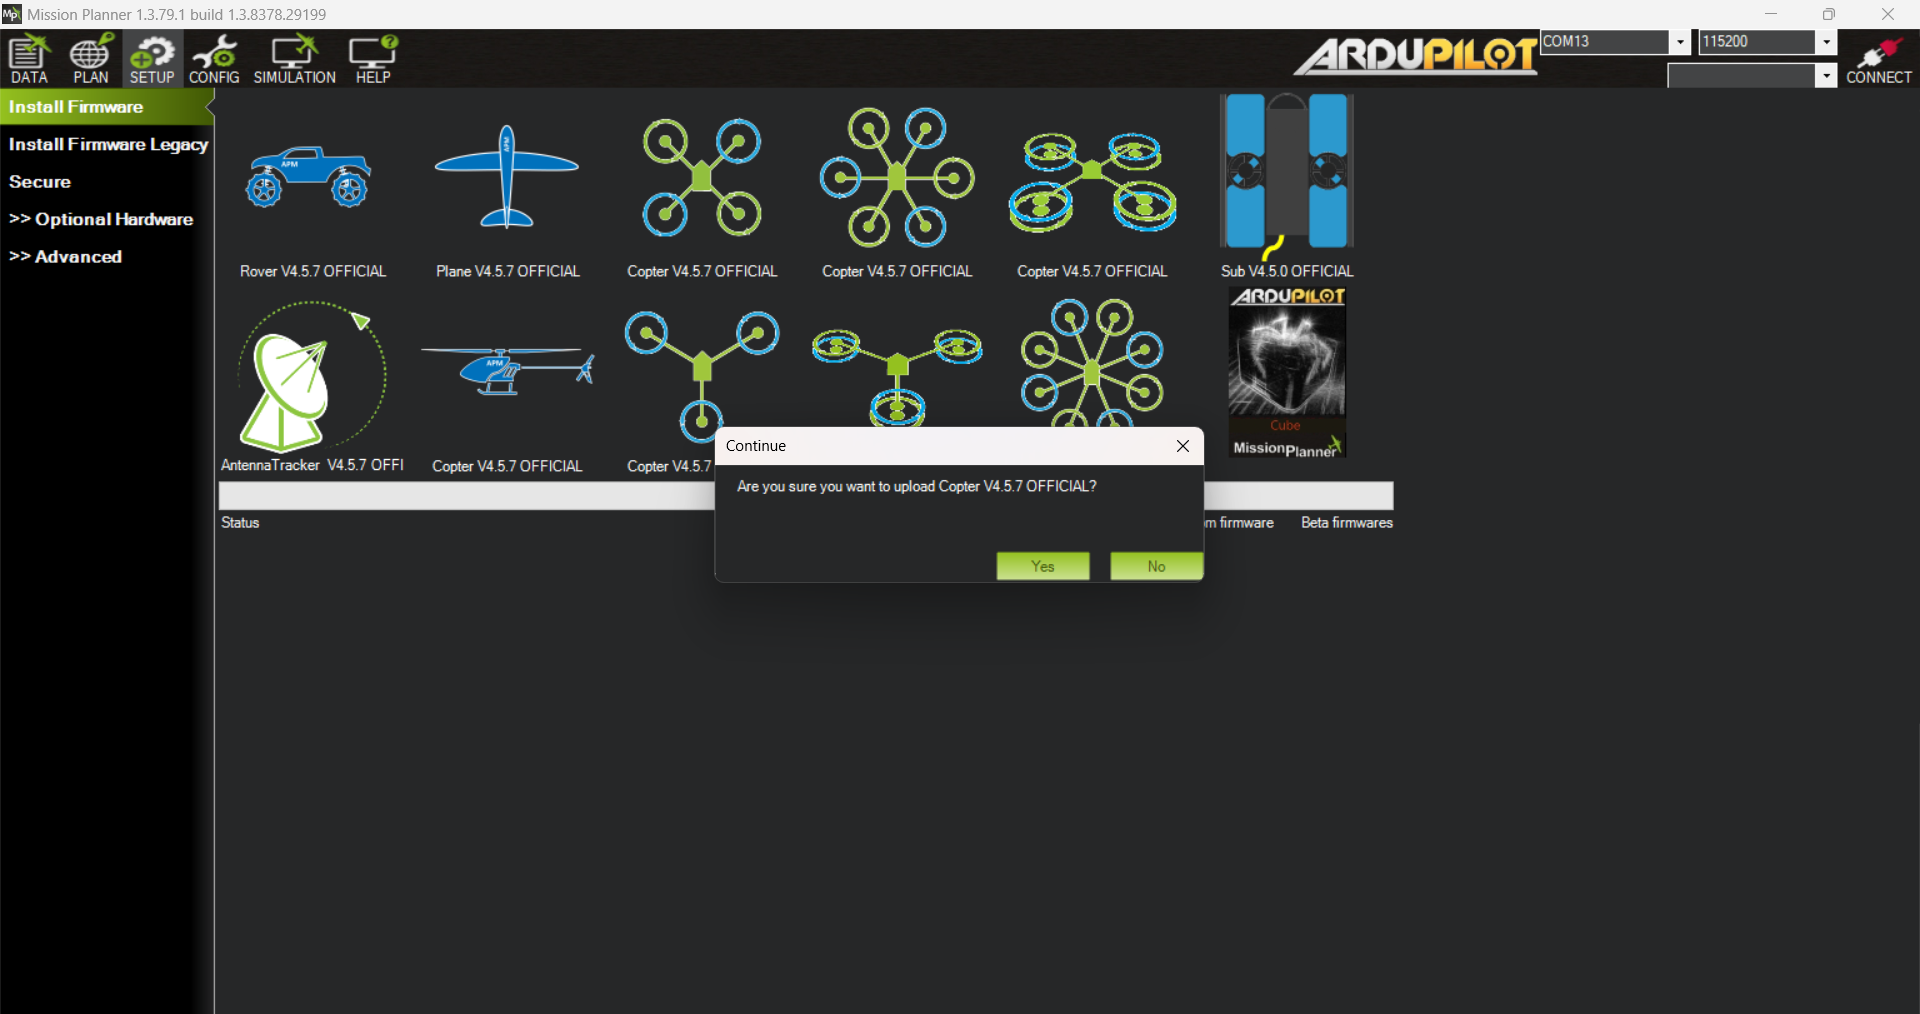 Mission Planner 1.3.79.1 build 1.3.8378.29199
DATA
PLAN
SETUP
CONFIG
SIMULATION
HELP
ARDUPILOT
COM13
115200
CONNECT
Install Firmware
Install Firmware Legacy
Secure
>> Optional Hardware
>> Advanced
APM
APM
Rover V4.5.7 OFFICIAL
Plane V4.5.7 OFFICIAL
Copter V4.5.7 OFFICIAL
Copter V4.5.7 OFFICIAL
Copter V4.5.7 OFFICIAL
Sub V4.5.0 OFFICIAL
APM
ARDUPILOT
Cube
MissionPlanner
AntennaTracker V4.5.7 OFFI
Copter V4.5.7 OFFICIAL
Copter V4.5.7
Continue
Are you sure you want to upload Copter V4.5.7 OFFICIAL?
Yes
No
Status
m firmware
Beta firmwares